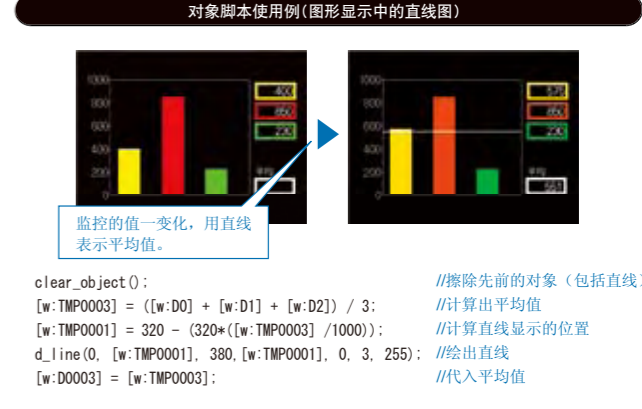 对象脚本使用例(图形显示中的直线图)
1000
800
600
400
200
0
400
850
230
平均
1000
800
600
400
200
0
570
850
230
平均
监控的值一变化，用直线
表示平均值。
clear_object(); //擦除先前的对象（包括直线）
[w:TMP0003] = ([w:D0] + [w:D1] + [w:D2]) / 3; //计算出平均值
[w:TMP0001] = 320 - (320*([w:TMP0003] /1000)); //计算直线显示的位置
d_line(0, [w:TMP0001], 380,[w:TMP0001], 0, 3, 255); //绘出直线
[w:D0003] = [w:TMP0003]; //代入平均值